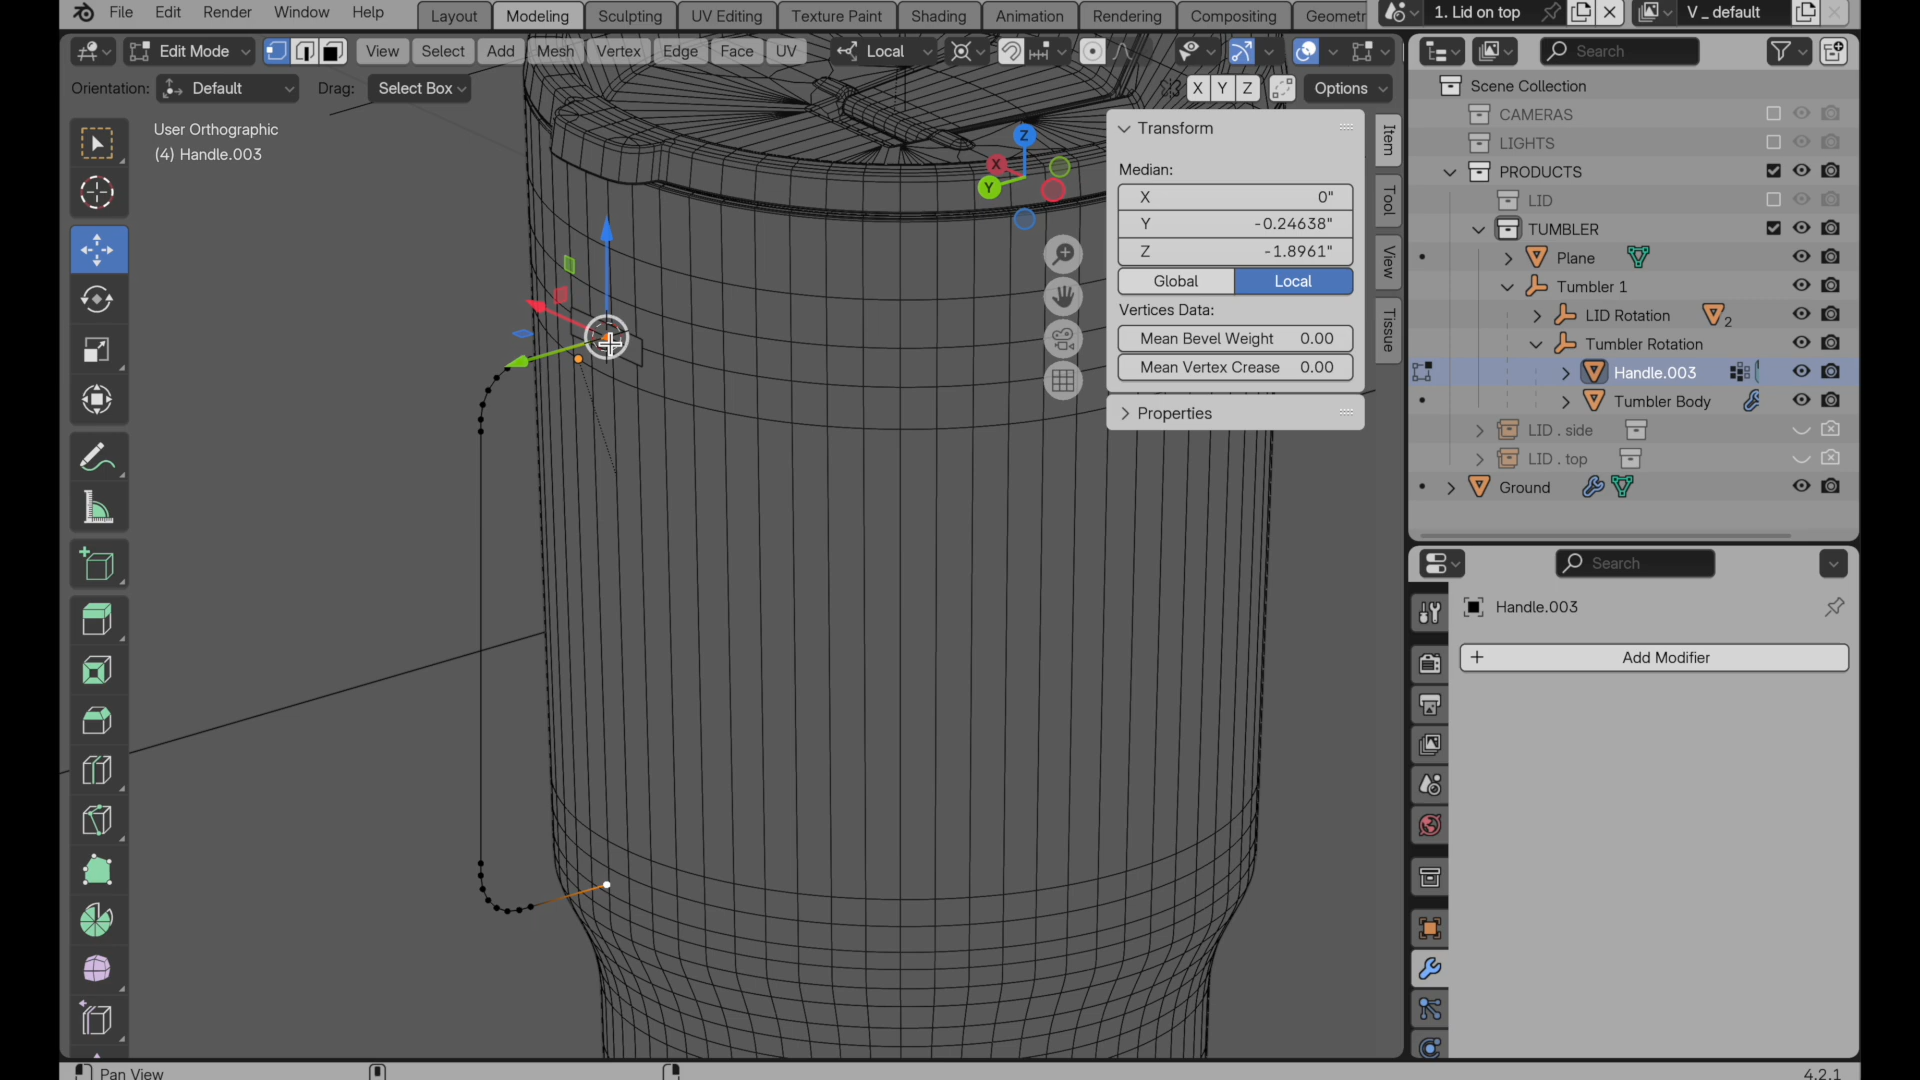 File Edit Render Window Help Layout Modeling Sculpting UV Editing Texture Paint Shading Animation Rendering Compositing Geometr 1. Lid on top V _ default
Edit Mode View Select Add Mesh Vertex Edge Face UV Local Search
Orientation: Default Drag: Select Box X Y Z Options
Scene Collection
CAMERAS
LIGHTS
PRODUCTS
LID
TUMBLER
Plane
Tumbler 1
LID Rotation 2
Tumbler Rotation
Handle.003
Tumbler Body
LID . side
LID . top
Ground
User Orthographic
(4) Handle.003
Z
X
Y
Transform
Median:
X 0"
Y -0.24638"
Z -1.8961"
Global Local
Vertices Data:
Mean Bevel Weight 0.00
Mean Vertex Crease 0.00
Properties
Item
Tool
View
Tissue
Search
Handle.003
+ Add Modifier
Pan View
4.2.1